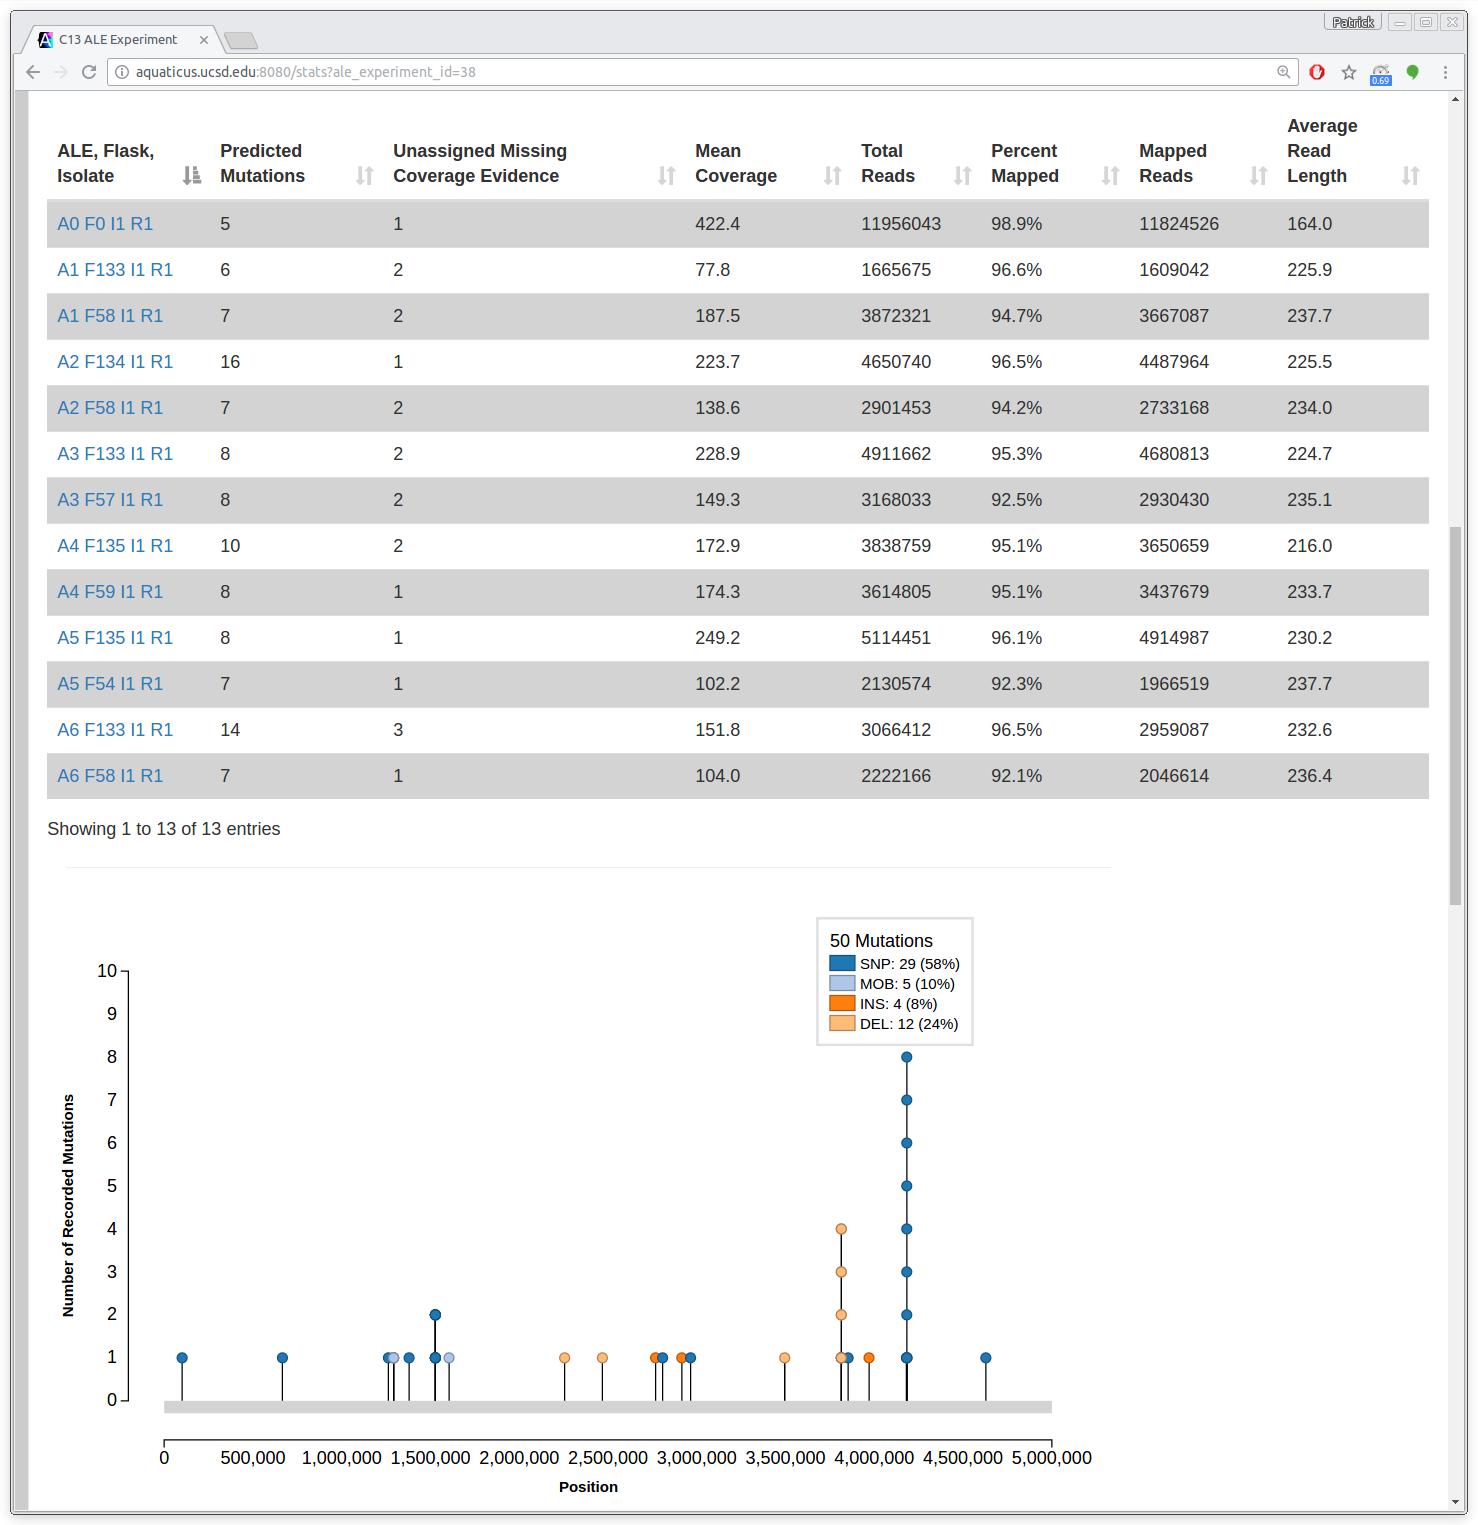 Patrick
C13 ALE Experiment
aquaticus.ucsd.edu:8080/stats?ale_experiment_id=38
0.69
ALE, Flask, Isolate Predicted Mutations Unassigned Missing Coverage Evidence Mean Coverage Total Reads Percent Mapped Mapped Reads Average Read Length
A0 F0 I1 R1 5 1 422.4 11956043 98.9% 11824526 164.0
A1 F133 I1 R1 6 2 77.8 1665675 96.6% 1609042 225.9
A1 F58 I1 R1 7 2 187.5 3872321 94.7% 3667087 237.7
A2 F134 I1 R1 16 1 223.7 4650740 96.5% 4487964 225.5
A2 F58 I1 R1 7 2 138.6 2901453 94.2% 2733168 234.0
A3 F133 I1 R1 8 2 228.9 4911662 95.3% 4680813 224.7
A3 F57 I1 R1 8 2 149.3 3168033 92.5% 2930430 235.1
A4 F135 I1 R1 10 2 172.9 3838759 95.1% 3650659 216.0
A4 F59 I1 R1 8 1 174.3 3614805 95.1% 3437679 233.7
A5 F135 I1 R1 8 1 249.2 5114451 96.1% 4914987 230.2
A5 F54 I1 R1 7 1 102.2 2130574 92.3% 1966519 237.7
A6 F133 I1 R1 14 3 151.8 3066412 96.5% 2959087 232.6
A6 F58 I1 R1 7 1 104.0 2222166 92.1% 2046614 236.4
Showing 1 to 13 of 13 entries
50 Mutations
SNP: 29 (58%)
MOB: 5 (10%)
INS: 4 (8%)
DEL: 12 (24%)
Number of Recorded Mutations
10
9
8
7
6
5
4
3
2
1
0
0 500,000 1,000,000 1,500,000 2,000,000 2,500,000 3,000,000 3,500,000 4,000,000 4,500,000 5,000,000
Position